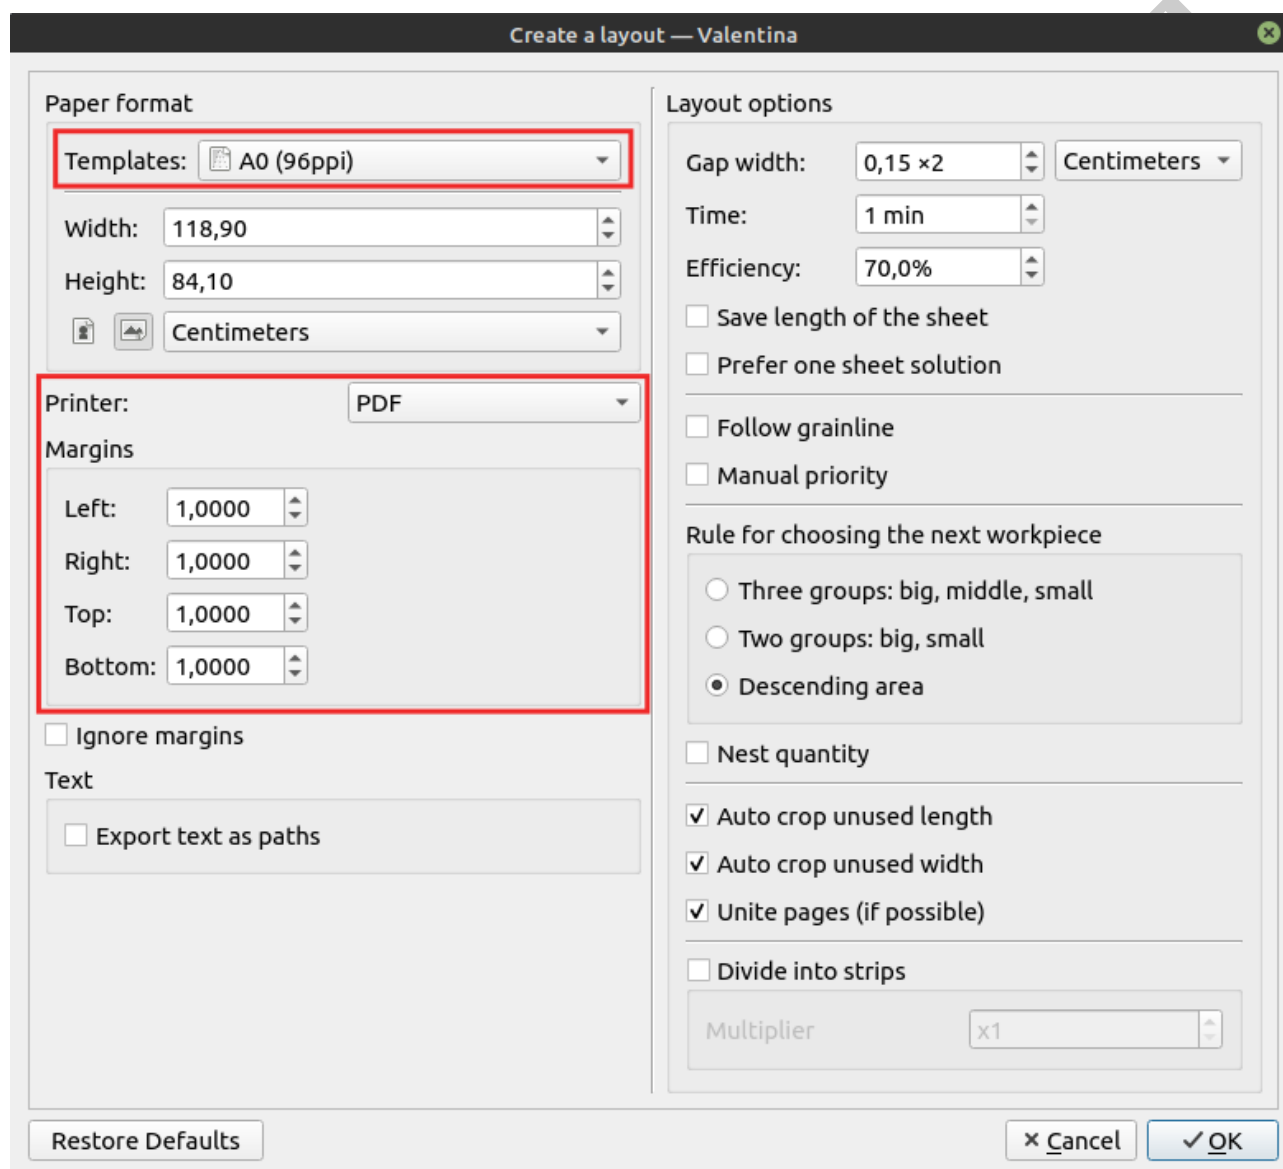 Create a layout — Valentina
Paper format
Templates: A0 (96ppi)
Width: 118,90
Height: 84,10
Centimeters
Printer: PDF
Margins
Left: 1,0000
Right: 1,0000
Top: 1,0000
Bottom: 1,0000
Ignore margins
Text
Export text as paths
Layout options
Gap width: 0,15 ×2 Centimeters
Time: 1 min
Efficiency: 70,0%
Save length of the sheet
Prefer one sheet solution
Follow grainline
Manual priority
Rule for choosing the next workpiece
Three groups: big, middle, small
Two groups: big, small
Descending area
Nest quantity
Auto crop unused length
Auto crop unused width
Unite pages (if possible)
Divide into strips
Multiplier x1
Restore Defaults
Cancel
OK